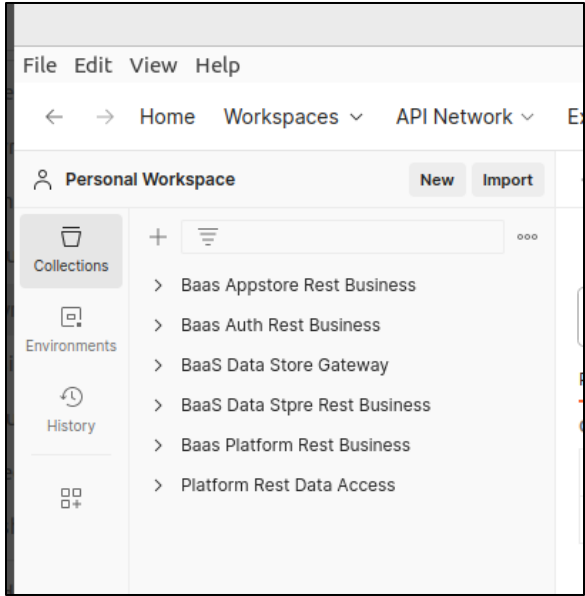 File Edit View Help
Home Workspaces API Network
Personal Workspace New Import
Collections
Baas Appstore Rest Business
Baas Auth Rest Business
Environments
BaaS Data Store Gateway
BaaS Data Stpre Rest Business
History
Baas Platform Rest Business
Platform Rest Data Access